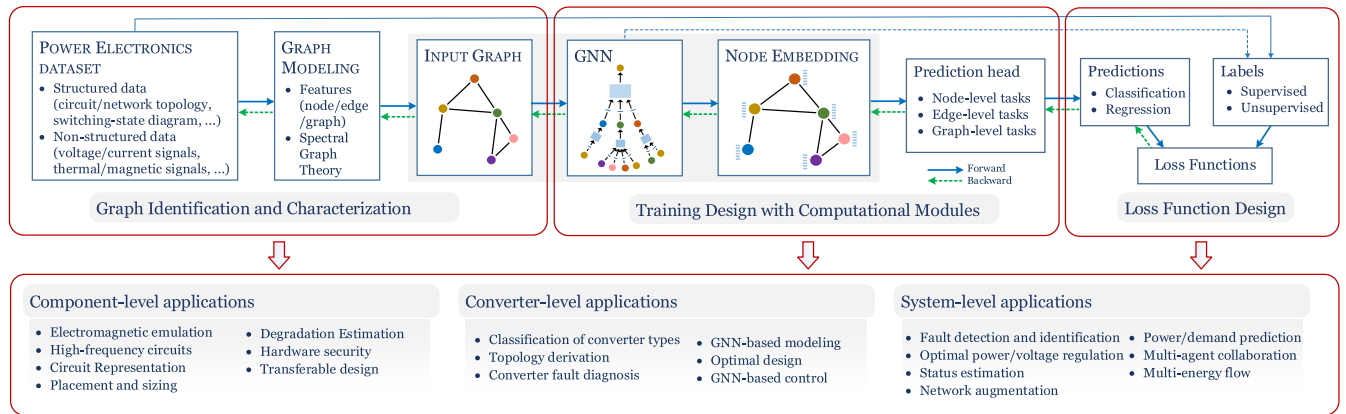 POWER ELECTRONICS
DATASET
• Structured data
(circuit/network topology,
switching-state diagram, ...)
• Non-structured data
(voltage/current signals,
thermal/magnetic signals, ...)
GRAPH
MODELING
• Features
(node/edge
/graph)
• Spectral
Graph
Theory
INPUT GRAPH
Graph Identification and Characterization
GNN
NODE EMBEDDING
Prediction head
• Node-level tasks
• Edge-level tasks
• Graph-level tasks
Forward
Backward
Training Design with Computational Modules
Predictions
• Classification
• Regression
Labels
• Supervised
• Unsupervised
Loss Functions
Loss Function Design
Component-level applications
• Electromagnetic emulation
• High-frequency circuits
• Circuit Representation
• Placement and sizing
• Degradation Estimation
• Hardware security
• Transferable design
Converter-level applications
• Classification of converter types
• Topology derivation
• Converter fault diagnosis
• GNN-based modeling
• Optimal design
• GNN-based control
System-level applications
• Fault detection and identification
• Optimal power/voltage regulation
• Status estimation
• Network augmentation
• Power/demand prediction
• Multi-agent collaboration
• Multi-energy flow